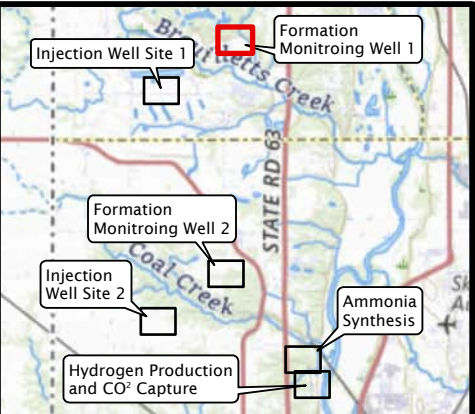 Brouilletts Creek
Formation
Monitroing Well 1
Injection Well Site 1
STATE RD 63
Formation
Monitroing Well 2
Coal Creek
Injection
Well Site 2
Ammonia
Synthesis
Hydrogen Production
and CO² Capture